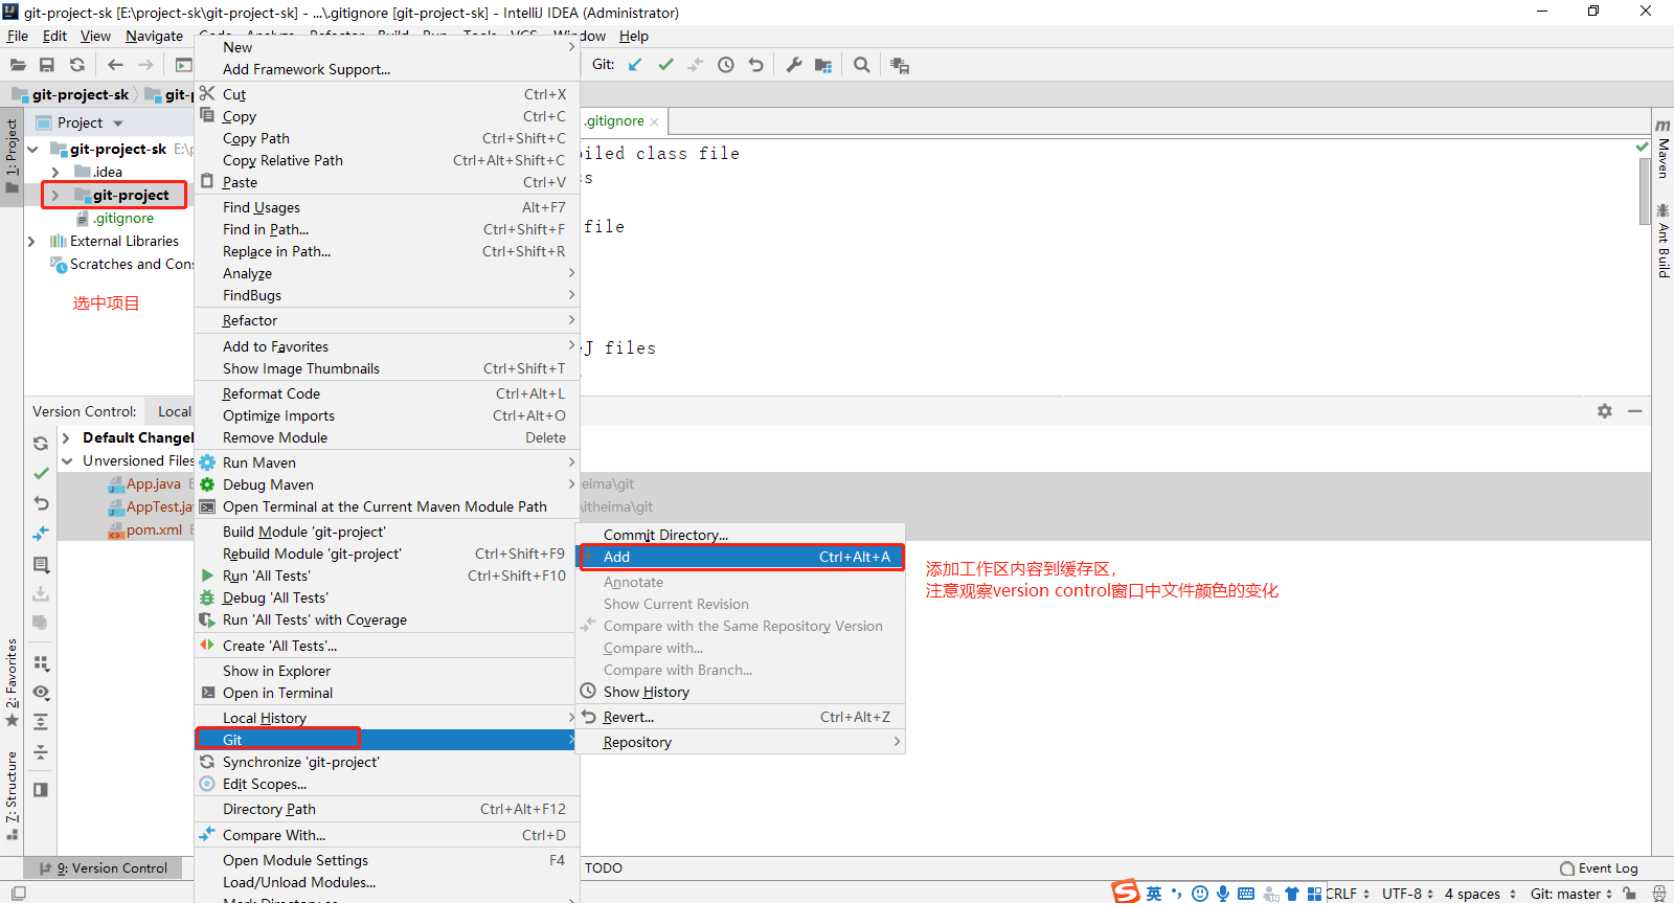 git-project-sk [E:\project-sk\git-project-sk] - ...\.gitignore [git-project-sk] - IntelliJ IDEA (Administrator)
File Edit View Navigate Code Analyze Refactor Build Run Tools VCS Window Help
Git:
git-project-sk
.gitignore
Project
git-project-sk
.idea
git-project
.gitignore
External Libraries
Scratches and Con
选中项目
1: Project
2: Favorites
7: Structure
Maven
Ant Build
piled class file
file
J files
New
Add Framework Support...
Cut Ctrl+X
Copy Ctrl+C
Copy Path Ctrl+Shift+C
Copy Relative Path Ctrl+Alt+Shift+C
Paste Ctrl+V
Find Usages Alt+F7
Find in Path... Ctrl+Shift+F
Replace in Path... Ctrl+Shift+R
Analyze
FindBugs
Refactor
Add to Favorites
Show Image Thumbnails Ctrl+Shift+T
Reformat Code Ctrl+Alt+L
Optimize Imports Ctrl+Alt+O
Remove Module Delete
Run Maven
Debug Maven
Open Terminal at the Current Maven Module Path
Build Module 'git-project'
Rebuild Module 'git-project' Ctrl+Shift+F9
Run 'All Tests' Ctrl+Shift+F10
Debug 'All Tests'
Run 'All Tests' with Coverage
Create 'All Tests'...
Show in Explorer
Open in Terminal
Local History
Git
Synchronize 'git-project'
Edit Scopes...
Directory Path Ctrl+Alt+F12
Compare With... Ctrl+D
Open Module Settings F4
Load/Unload Modules...
Version Control: Local
Default Changel
Unversioned Files
App.java
AppTest.ja
pom.xml
eima\git
itheima\git
Commit Directory...
Add Ctrl+Alt+A
Annotate
Show Current Revision
Compare with the Same Repository Version
Compare with...
Compare with Branch...
Show History
Revert... Ctrl+Alt+Z
Repository
添加工作区内容到缓存区，
注意观察version control窗口中文件颜色的变化
9: Version Control
TODO
Event Log
英
CRLF UTF-8 4 spaces Git: master